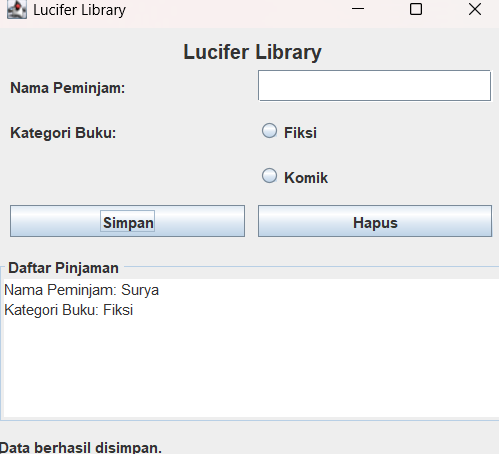 Lucifer Library
Lucifer Library
Nama Peminjam:
Kategori Buku:
Fiksi
Komik
Simpan
Hapus
Daftar Pinjaman
Nama Peminjam: Surya
Kategori Buku: Fiksi
Data berhasil disimpan.